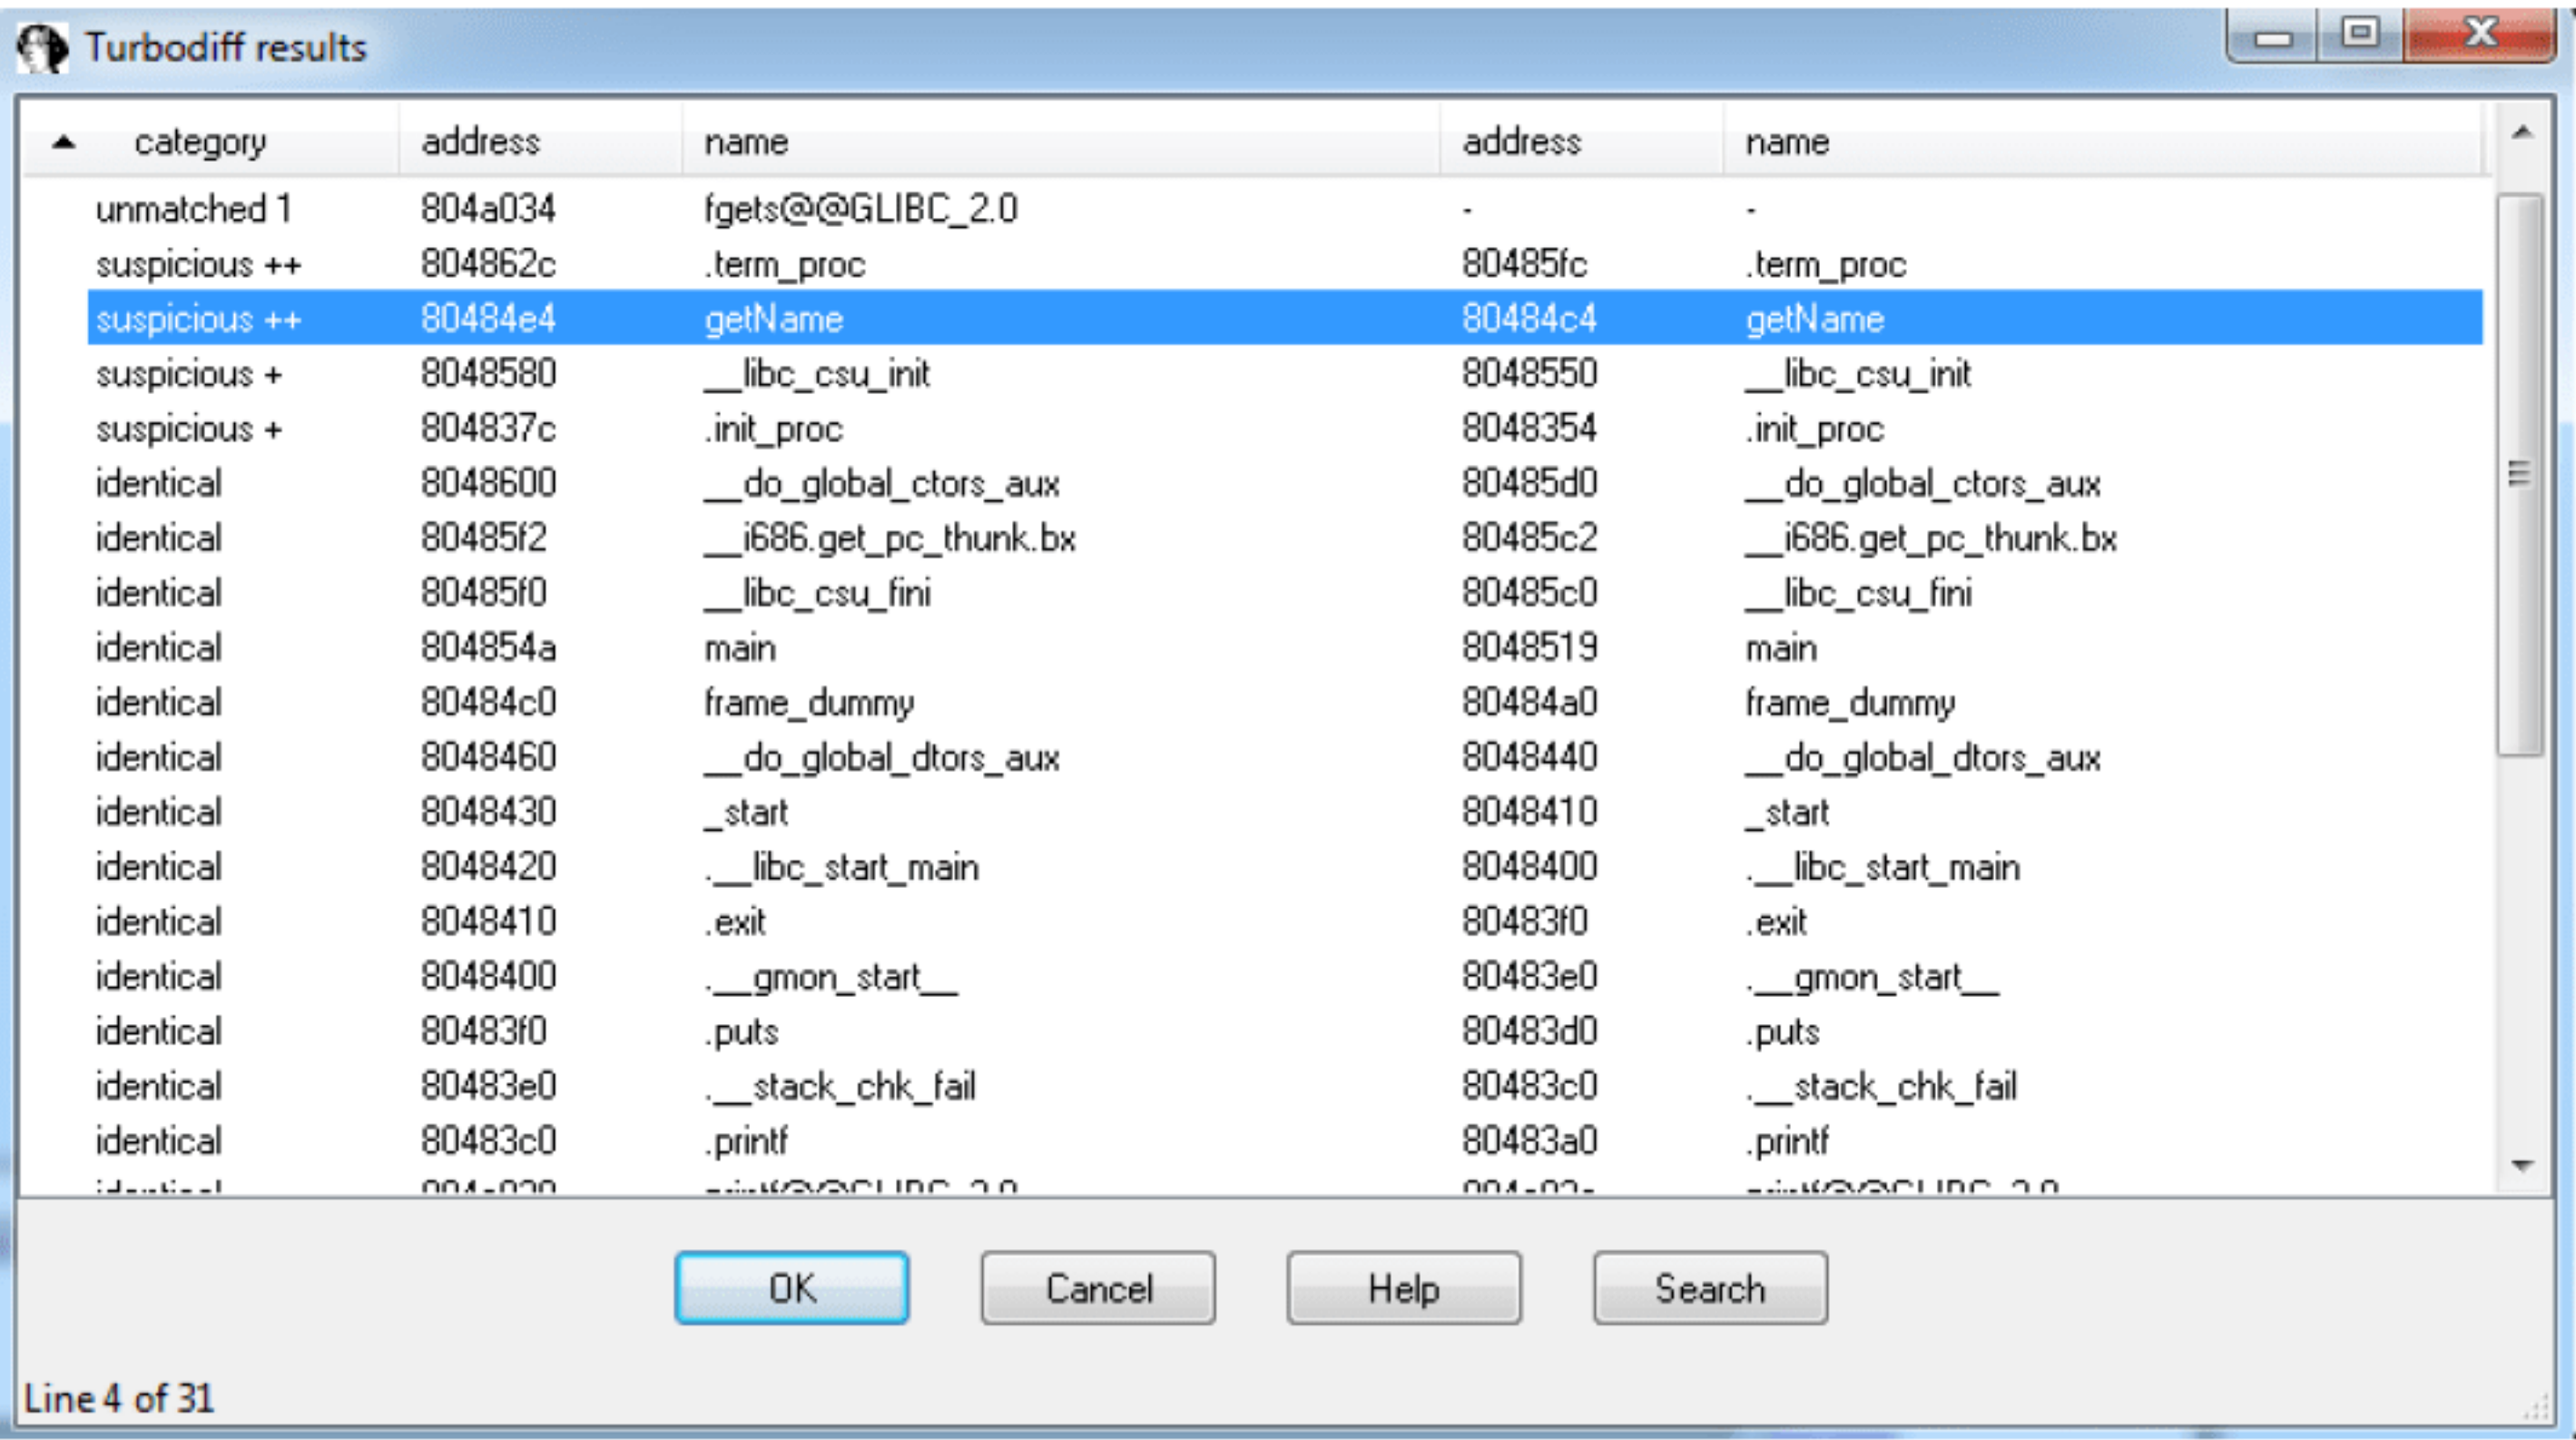 Turbodiff results
category address name address name
unmatched 1 804a034 fgets@@GLIBC_2.0 - -
suspicious ++ 804862c .term_proc 80485fc .term_proc
suspicious ++ 80484e4 getName 80484c4 getName
suspicious + 8048580 __libc_csu_init 8048550 __libc_csu_init
suspicious + 804837c .init_proc 8048354 .init_proc
identical 8048600 __do_global_ctors_aux 80485d0 __do_global_ctors_aux
identical 80485f2 __i686.get_pc_thunk.bx 80485c2 __i686.get_pc_thunk.bx
identical 80485f0 __libc_csu_fini 80485c0 __libc_csu_fini
identical 804854a main 8048519 main
identical 80484c0 frame_dummy 80484a0 frame_dummy
identical 8048460 __do_global_dtors_aux 8048440 __do_global_dtors_aux
identical 8048430 _start 8048410 _start
identical 8048420 .__libc_start_main 8048400 .__libc_start_main
identical 8048410 .exit 80483f0 .exit
identical 8048400 .__gmon_start__ 80483e0 .__gmon_start__
identical 80483f0 .puts 80483d0 .puts
identical 80483e0 .__stack_chk_fail 80483c0 .__stack_chk_fail
identical 80483c0 .printf 80483a0 .printf
OK Cancel Help Search
Line 4 of 31